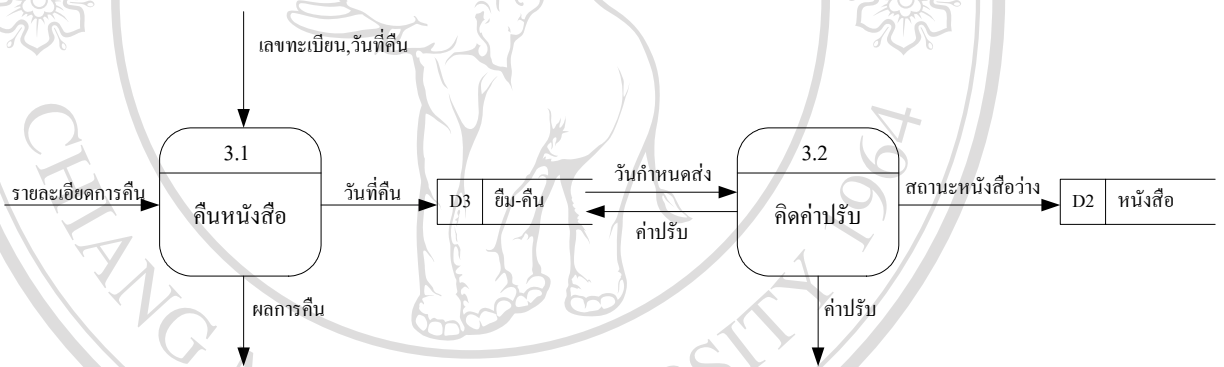 เลขทะเบียน,วันที่คืน
3.1
3.2
รายละเอียดการคืน
คืนหนังสือ
วันที่คืน
D3 ยืม-คืน
วันกำหนดส่ง
ค่าปรับ
คิดค่าปรับ
สถานะหนังสือว่าง
D2 หนังสือ
ผลการคืน
ค่าปรับ
CHIANG
SITY 1964